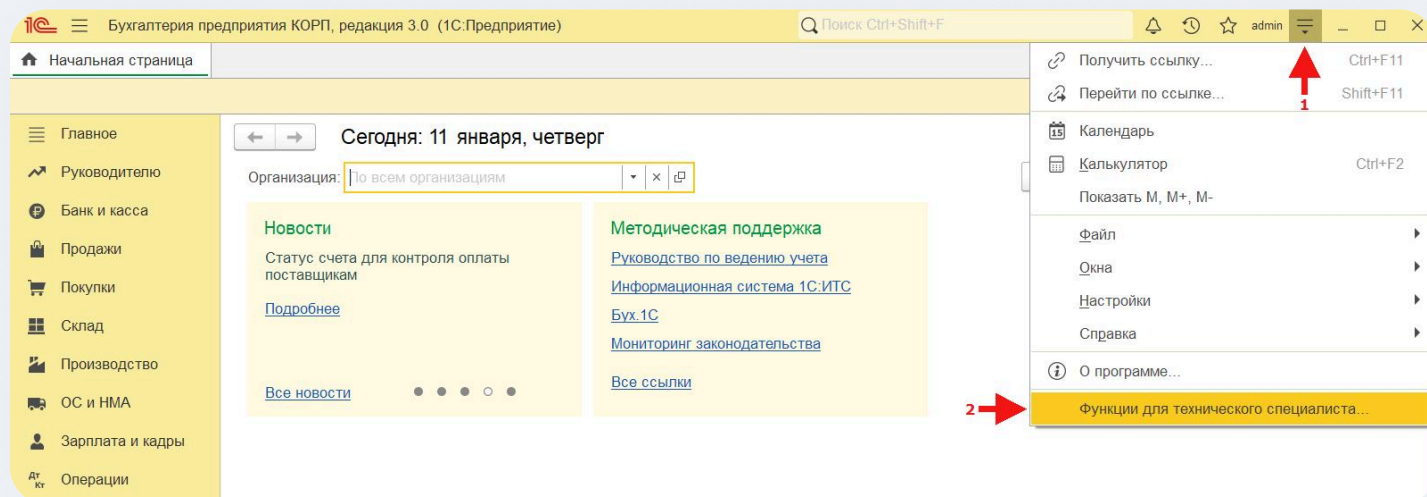 1С Бухгалтерия предприятия КОРП, редакция 3.0 (1С:Предприятие) Поиск Ctrl+Shift+F admin
Начальная страница
Получить ссылку... Ctrl+F11
Перейти по ссылке... Shift+F11
1
Календарь
Калькулятор Ctrl+F2
Показать M, M+, M-
Файл
Окна
Настройки
Справка
О программе...
2 Функции для технического специалиста...
Главное
Руководителю
Банк и касса
Продажи
Покупки
Склад
Производство
ОС и НМА
Зарплата и кадры
Дт Кт Операции
Сегодня: 11 января, четверг
Организация: По всем организациям
Новости
Статус счета для контроля оплаты
поставщикам
Подробнее
Все новости
Методическая поддержка
Руководство по ведению учета
Информационная система 1С:ИТС
Бух.1С
Мониторинг законодательства
Все ссылки